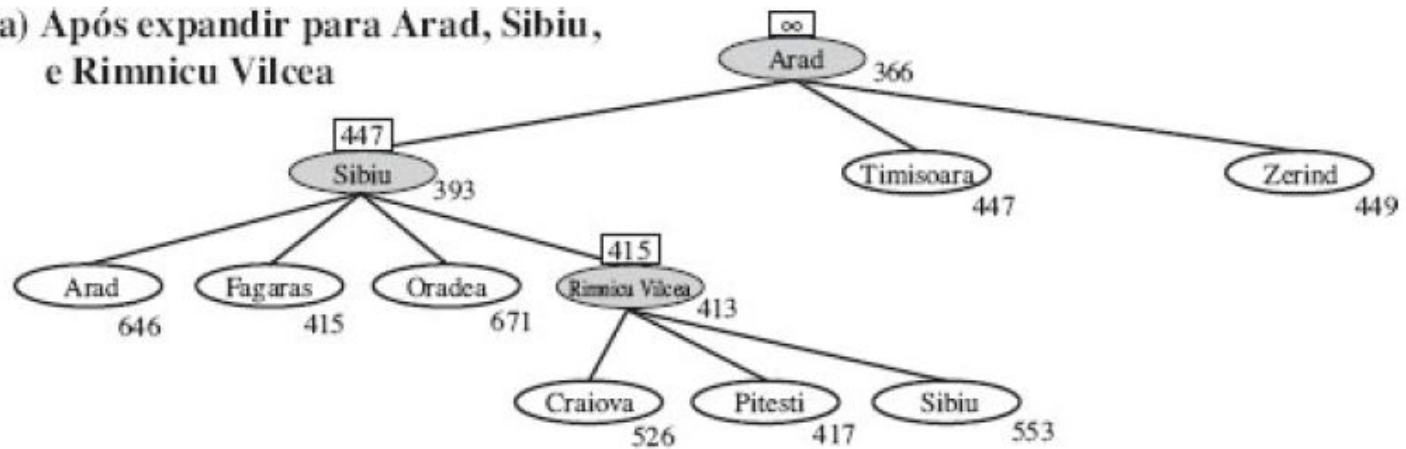 a) Após expandir para Arad, Sibiu,
e Rimnicu Vilcea
∞
Arad
366
447
Sibiu
393
Timisoara
447
Zerind
449
Arad
646
Fagaras
415
Oradea
671
415
Rimnicu Vilcea
413
Craiova
526
Pitesti
417
Sibiu
553